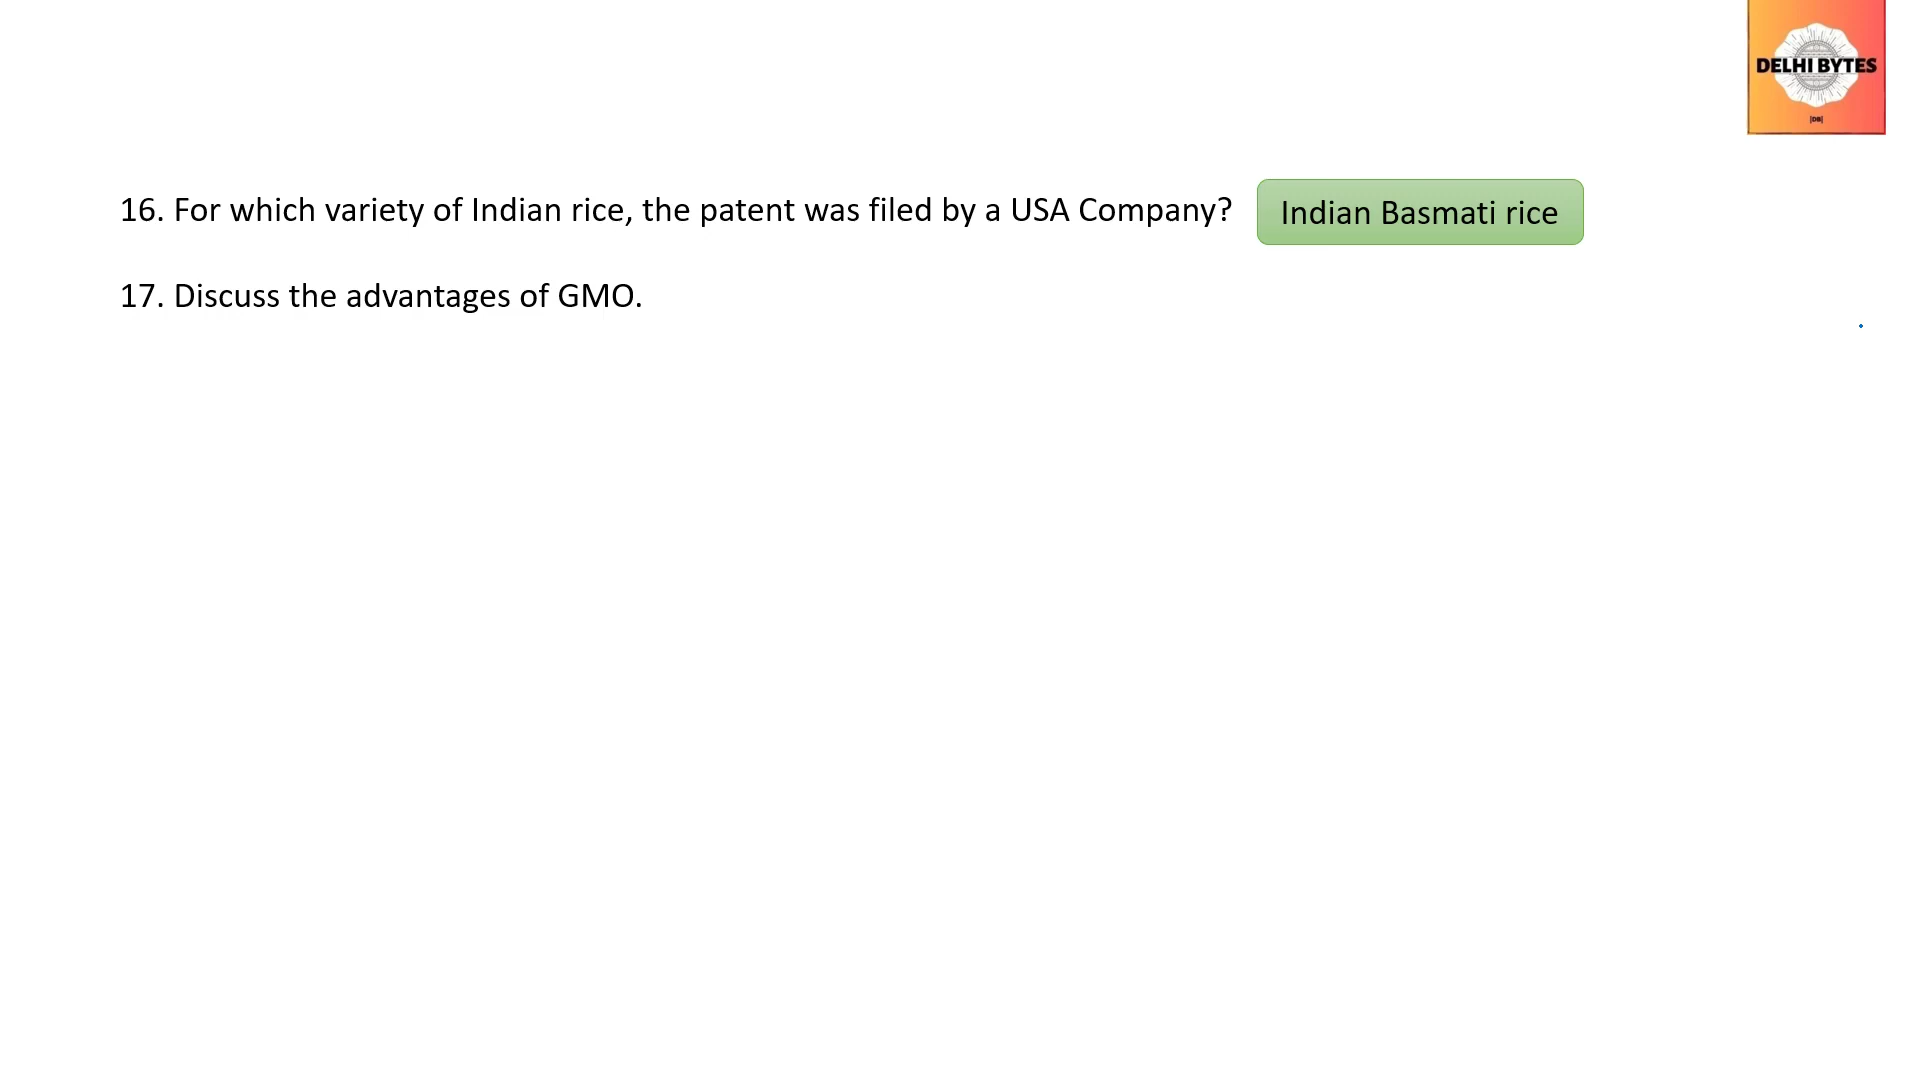 DELHI BYTES
|DB|
16. For which variety of Indian rice, the patent was filed by a USA Company?
Indian Basmati rice
17. Discuss the advantages of GMO.